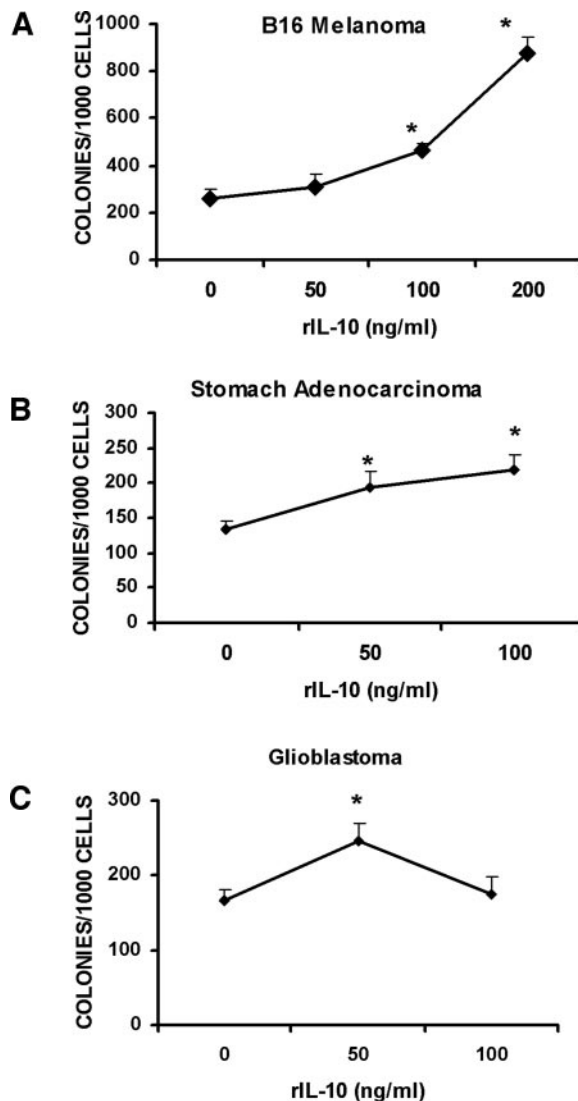 A
B16 Melanoma
COLONIES/1000 CELLS
1000
800
600
400
200
0
*
*
0 50 100 200
rIL-10 (ng/ml)
B
Stomach Adenocarcinoma
COLONIES/1000 CELLS
300
250
200
150
100
50
0
*
*
0 50 100
rIL-10 (ng/ml)
Glioblastoma
C
COLONIES/1000 CELLS
300
200
100
0
*
0 50 100
rIL-10 (ng/ml)